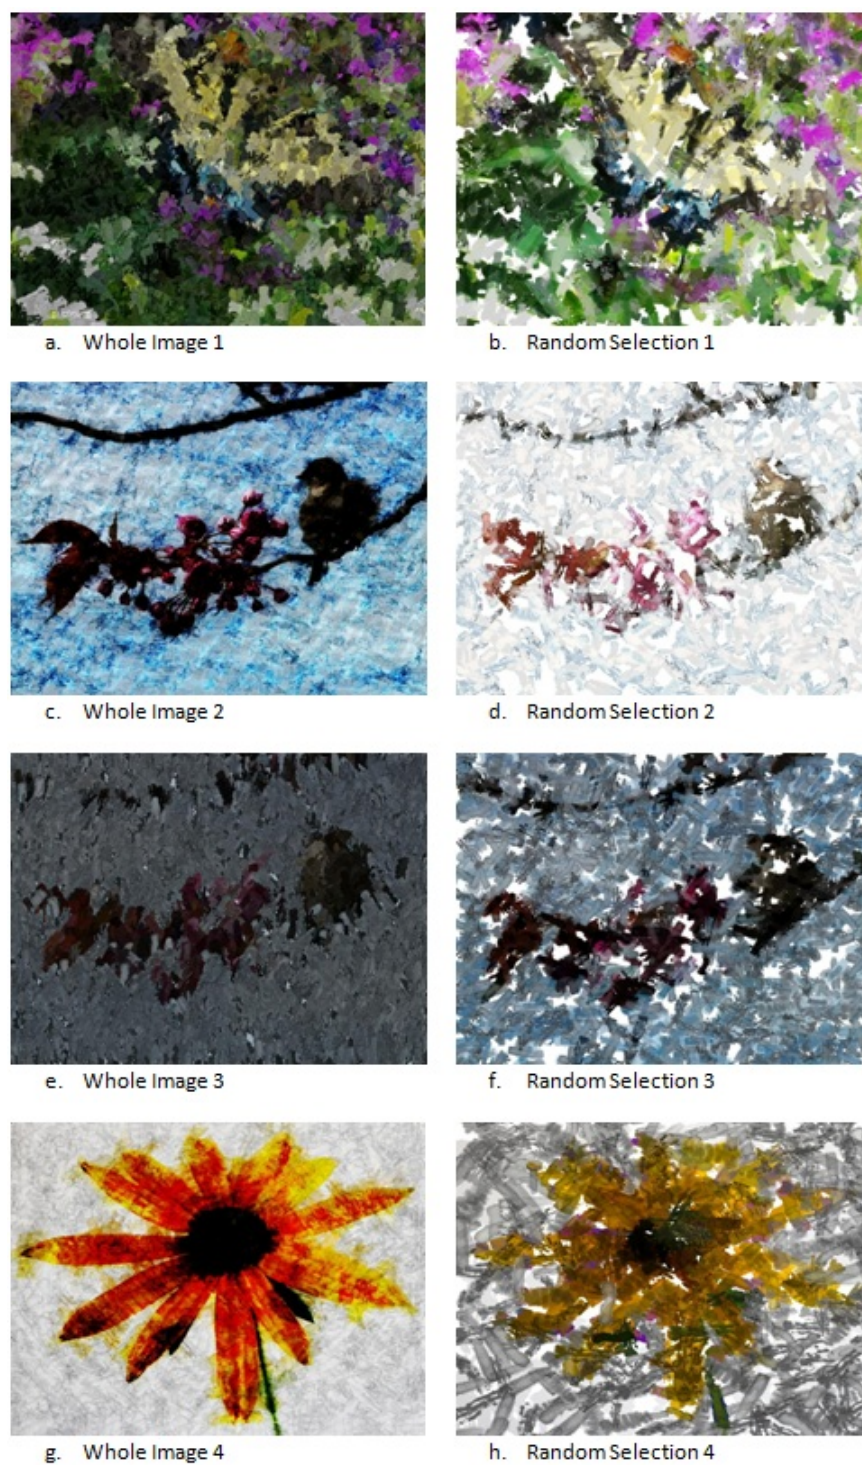 a. Whole Image 1
b. Random Selection 1
c. Whole Image 2
d. Random Selection 2
e. Whole Image 3
f. Random Selection 3
g. Whole Image 4
h. Random Selection 4